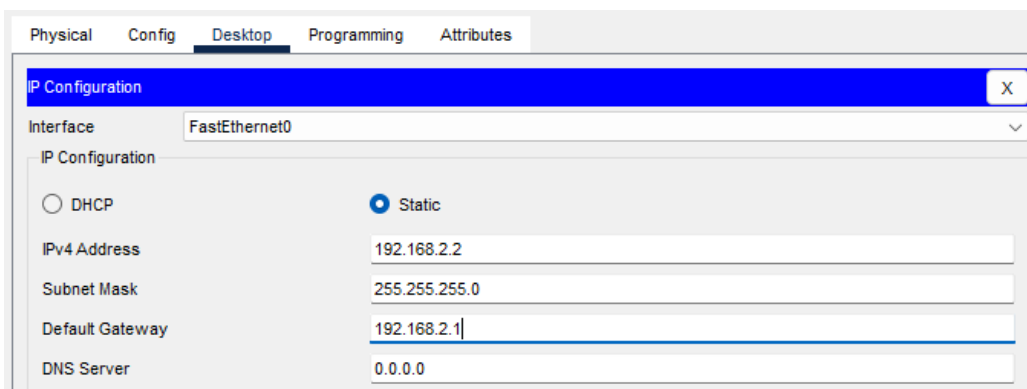 Physical Config Desktop Programming Attributes
IP Configuration X
Interface FastEthernet0
IP Configuration
DHCP Static
IPv4 Address 192.168.2.2
Subnet Mask 255.255.255.0
Default Gateway 192.168.2.1
DNS Server 0.0.0.0